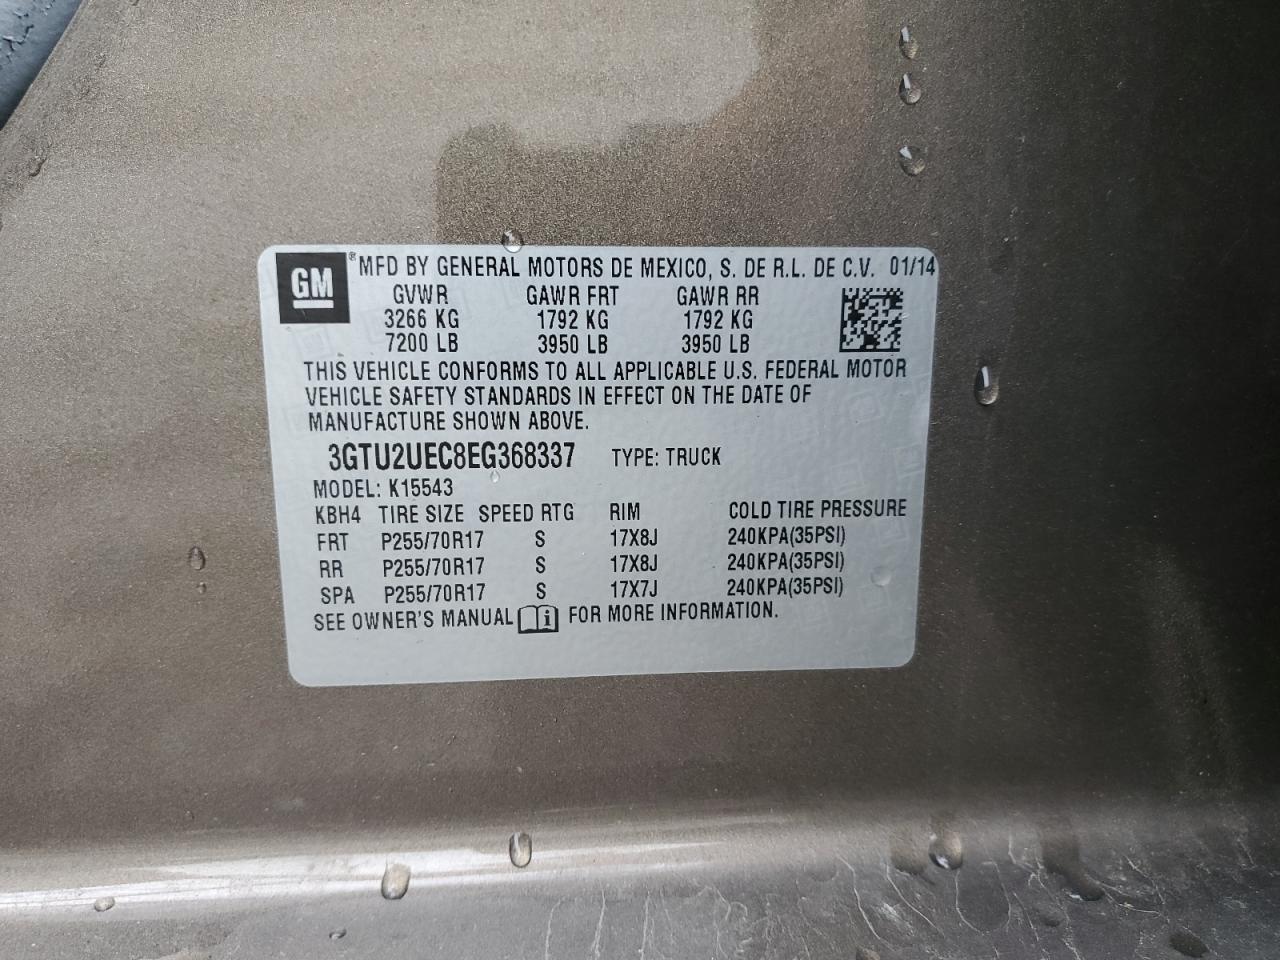 GM ® MFD BY GENERAL MOTORS DE MEXICO, S. DE R.L. DE C.V. 01/14
GVWR GAWR FRT GAWR RR
3266 KG 1792 KG 1792 KG
7200 LB 3950 LB 3950 LB
THIS VEHICLE CONFORMS TO ALL APPLICABLE U.S. FEDERAL MOTOR
VEHICLE SAFETY STANDARDS IN EFFECT ON THE DATE OF
MANUFACTURE SHOWN ABOVE.
3GTU2UEC8EG368337 TYPE: TRUCK
MODEL: K15543
KBH4 TIRE SIZE SPEED RTG RIM COLD TIRE PRESSURE
FRT P255/70R17 S 17X8J 240KPA(35PSI)
RR P255/70R17 S 17X8J 240KPA(35PSI)
SPA P255/70R17 S 17X7J 240KPA(35PSI)
SEE OWNER'S MANUAL i FOR MORE INFORMATION.